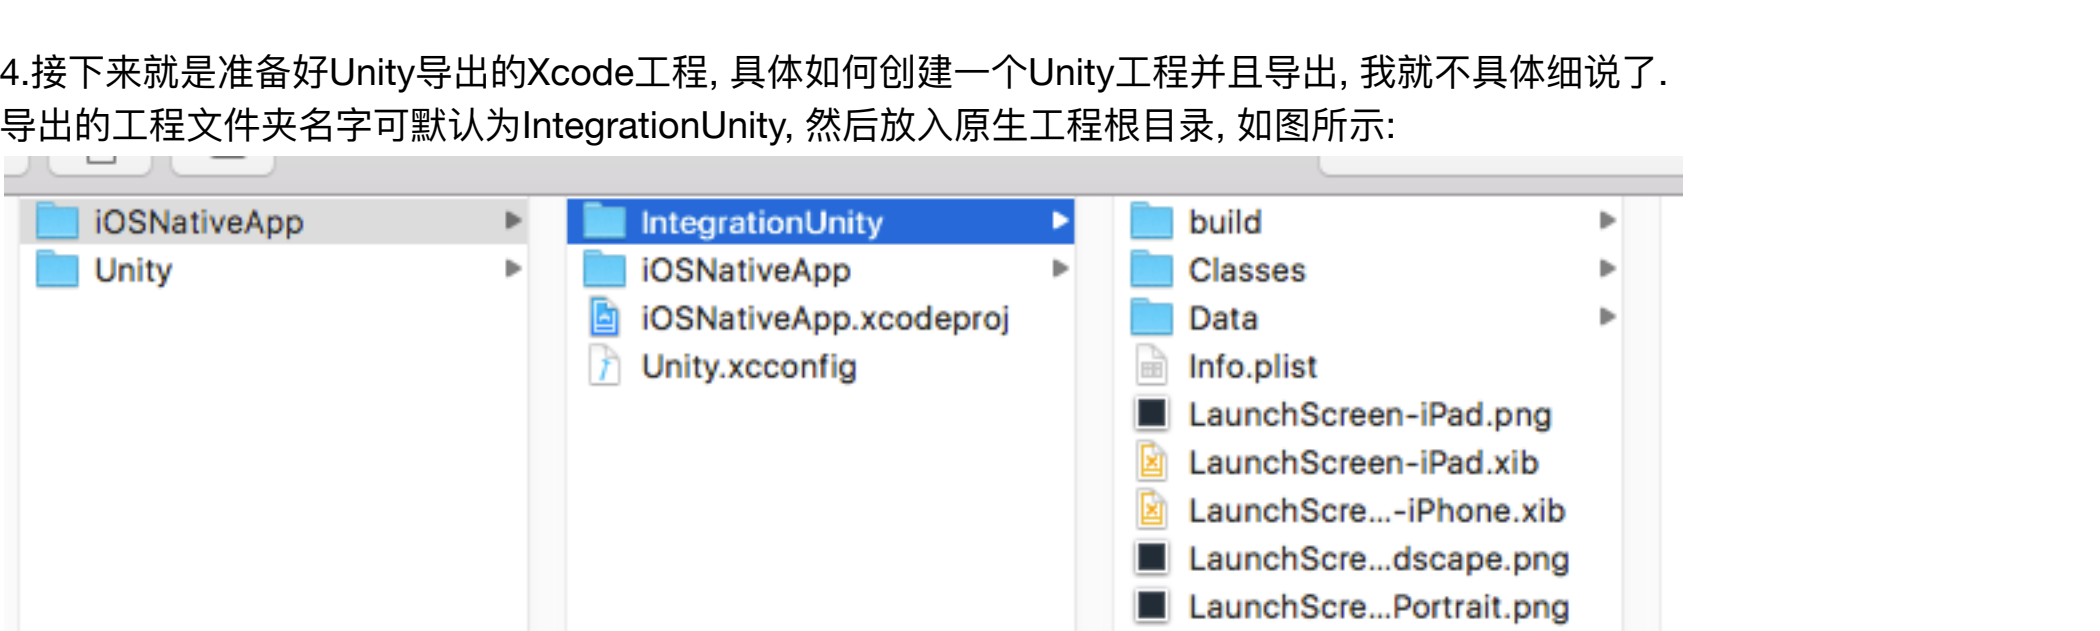 4.接下来就是准备好Unity导出的Xcode工程, 具体如何创建一个Unity工程并且导出, 我就不具体细说了.
导出的工程文件夹名字可默认为IntegrationUnity, 然后放入原生工程根目录, 如图所示:
iOSNativeApp
Unity
IntegrationUnity
iOSNativeApp
iOSNativeApp.xcodeproj
Unity.xcconfig
build
Classes
Data
Info.plist
LaunchScreen-iPad.png
LaunchScreen-iPad.xib
LaunchScre...-iPhone.xib
LaunchScre...dscape.png
LaunchScre...Portrait.png